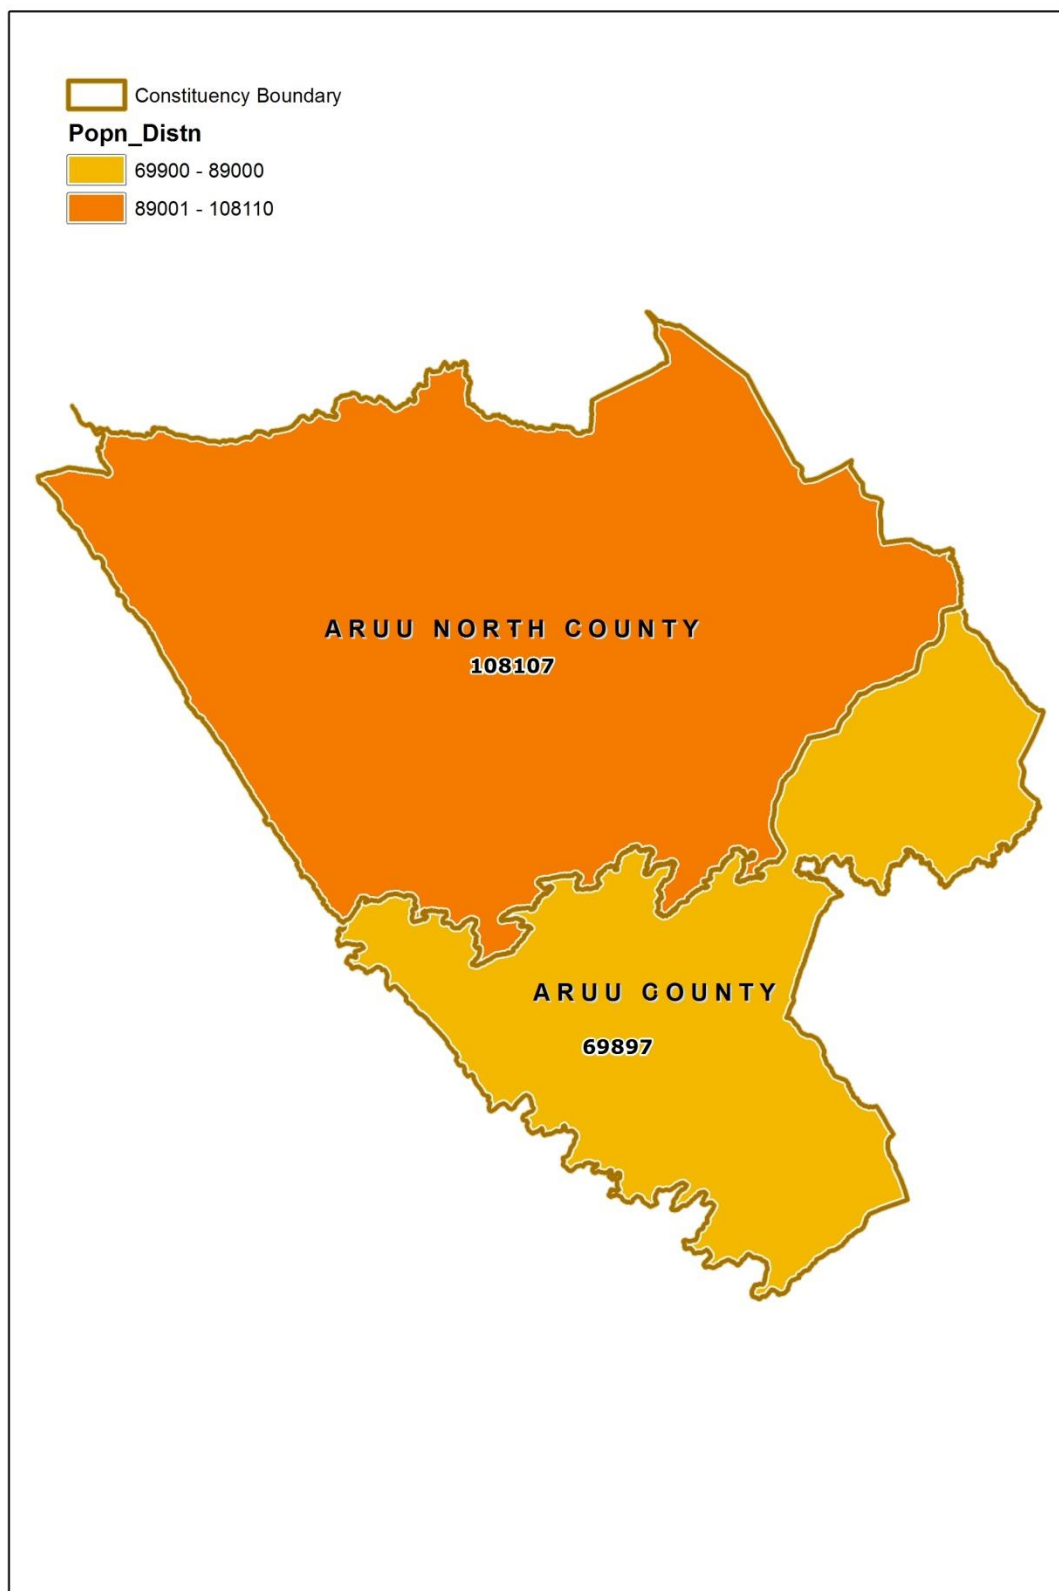 Constituency Boundary
Popn_Distn
69900 - 89000
89001 - 108110
ARUU NORTH COUNTY
108107
ARUU COUNTY
69897